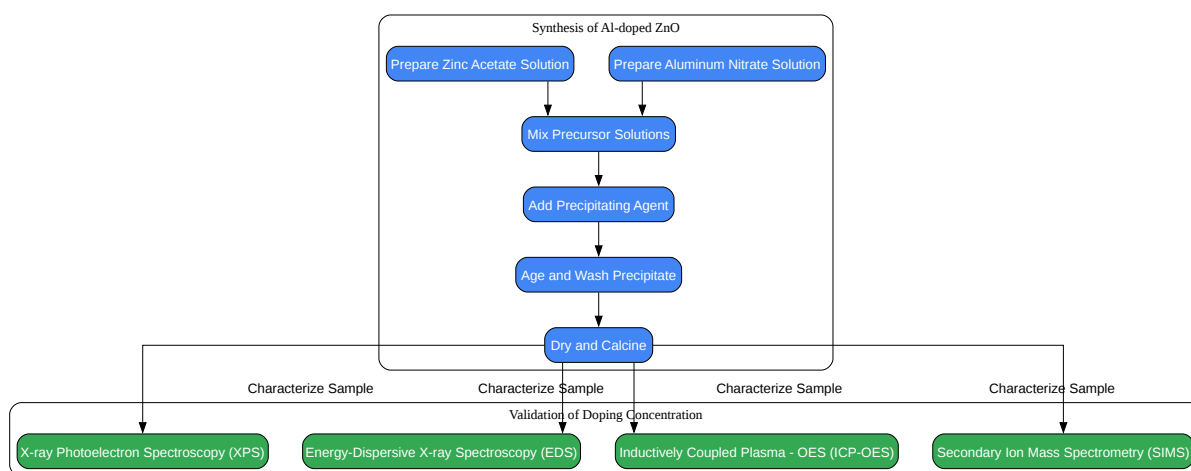 Synthesis of Al-doped ZnO
Prepare Zinc Acetate Solution
Prepare Aluminum Nitrate Solution
Mix Precursor Solutions
Add Precipitating Agent
Age and Wash Precipitate
Dry and Calcine
Characterize Sample
Characterize Sample
Characterize Sample
Characterize Sample
Validation of Doping Concentration
X-ray Photoelectron Spectroscopy (XPS)
Energy-Dispersive X-ray Spectroscopy (EDS)
Inductively Coupled Plasma - OES (ICP-OES)
Secondary Ion Mass Spectrometry (SIMS)